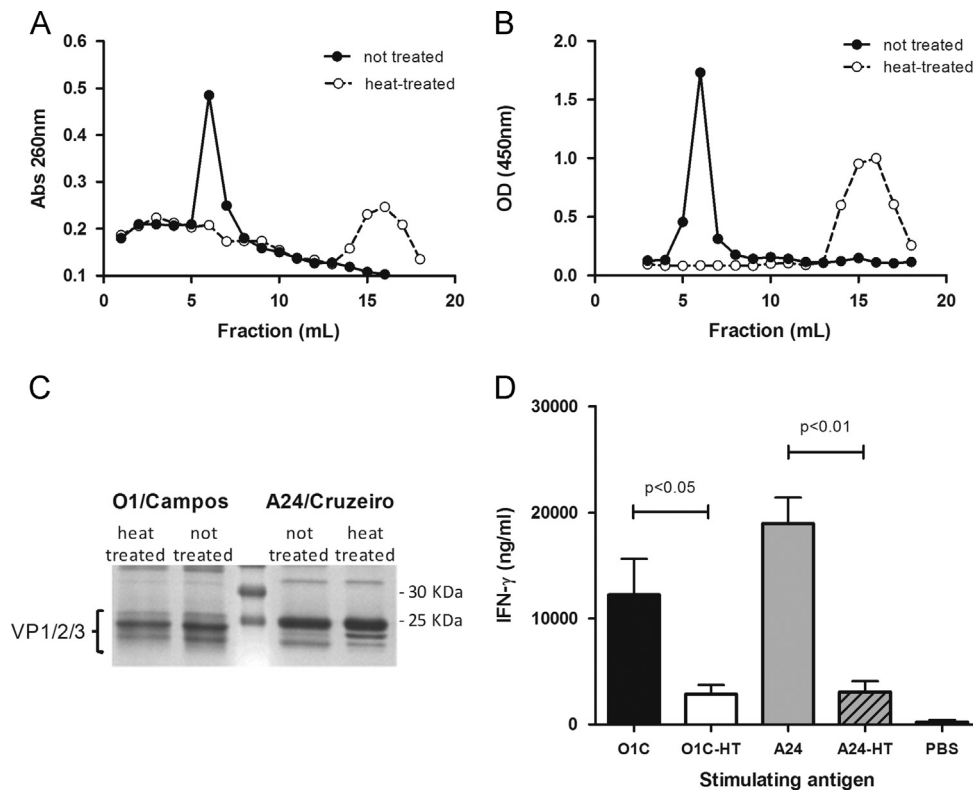 A
0.6
0.5
0.4
0.3
0.2
0.1
Abs 260nm
not treated
heat-treated
0
5
10
15
20
Fraction (mL)
B
2.0
1.5
1.0
0.5
0.0
OD (450nm)
not treated
heat-treated
0
5
10
15
20
Fraction (mL)
C
O1/Campos
A24/Cruzeiro
heat
treated
not
treated
not
treated
heat
treated
- 30 KDa
- 25 KDa
VP1/2/3
D
30000
20000
10000
0
IFN-γ (ng/ml)
p<0.05
p<0.01
O1C
O1C-HT
A24
A24-HT
PBS
Stimulating antigen